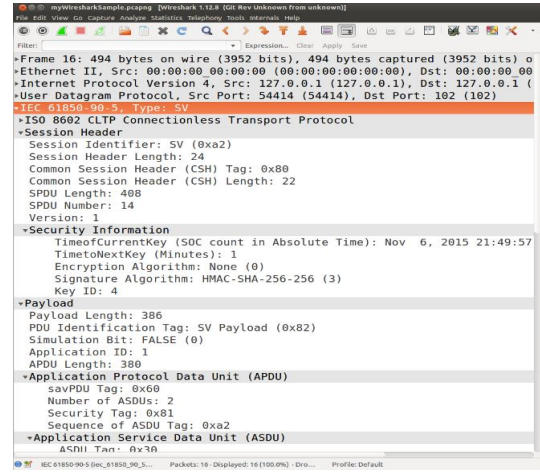 myWiresharkSample.pcapng [Wireshark 1.12.8 (Git Rev Unknown from unknown)]
File Edit View Go Capture Analyze Statistics Telephony Tools Internals Help
Filter: Expression... Clear Apply Save
Frame 16: 494 bytes on wire (3952 bits), 494 bytes captured (3952 bits) o
Ethernet II, Src: 00:00:00_00:00:00 (00:00:00:00:00:00), Dst: 00:00:00_00
Internet Protocol Version 4, Src: 127.0.0.1 (127.0.0.1), Dst: 127.0.0.1 (
User Datagram Protocol, Src Port: 54414 (54414), Dst Port: 102 (102)
IEC 61850-90-5, Type: SV
ISO 8602 CLTP Connectionless Transport Protocol
Session Header
Session Identifier: SV (0xa2)
Session Header Length: 24
Common Session Header (CSH) Tag: 0x80
Common Session Header (CSH) Length: 22
SPDU Length: 408
SPDU Number: 14
Version: 1
Security Information
TimeofCurrentKey (SOC count in Absolute Time): Nov 6, 2015 21:49:57
TimetoNextKey (Minutes): 1
Encryption Algorithm: None (0)
Signature Algorithm: HMAC-SHA-256-256 (3)
Key ID: 4
Payload
Payload Length: 386
PDU Identification Tag: SV Payload (0x82)
Simulation Bit: FALSE (0)
Application ID: 1
APDU Length: 380
Application Protocol Data Unit (APDU)
savPDU Tag: 0x60
Number of ASDUs: 2
Security Tag: 0x81
Sequence of ASDU Tag: 0xa2
Application Service Data Unit (ASDU)
ASDU Tag: 0x30
IEC 61850-90-5 (iec_61850_90_5... Packets: 16 · Displayed: 16 (100.0%) · Dro... Profile: Default